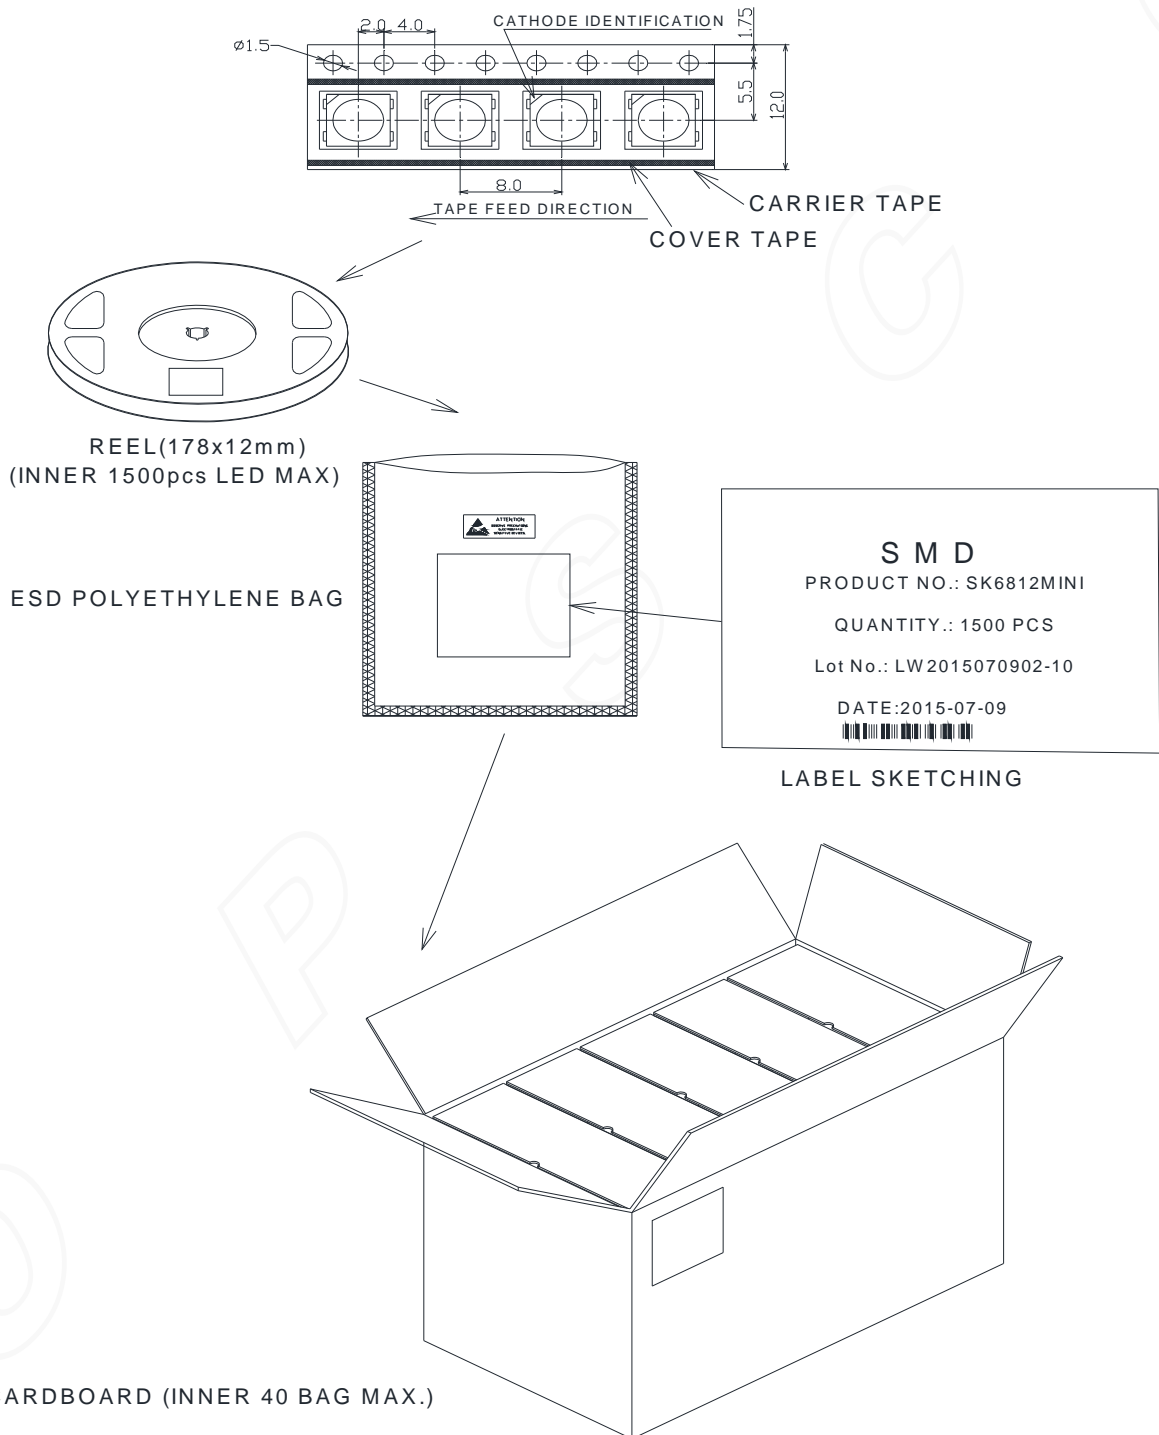 2.0
4.0
CATHODE IDENTIFICATION
1.75
ø1.5
5.5
12.0
8.0
TAPE FEED DIRECTION
CARRIER TAPE
COVER TAPE
REEL(178x12mm)
(INNER 1500pcs LED MAX)
ATTENTION
ESD POLYETHYLENE BAG
SMD
PRODUCT NO.: SK6812MINI
QUANTITY.: 1500 PCS
Lot No.: LW2015070902-10
DATE:2015-07-09
LABEL SKETCHING
ARDBOARD (INNER 40 BAG MAX.)